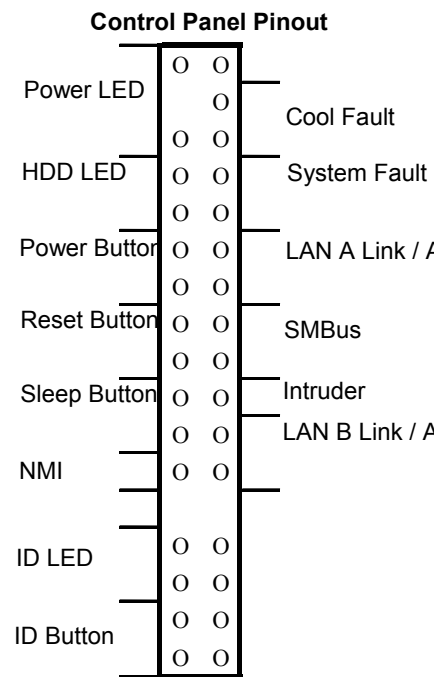 Control Panel Pinout
O O
Power LED
O
Cool Fault
O O
HDD LED
O O
System Fault
O O
Power Button
O O
LAN A Link / A
O O
Reset Button
O O
SMBus
O O
Sleep Button
O O
Intruder
O O
LAN B Link / A
NMI
O O
O O
ID LED
O O
O O
ID Button
O O